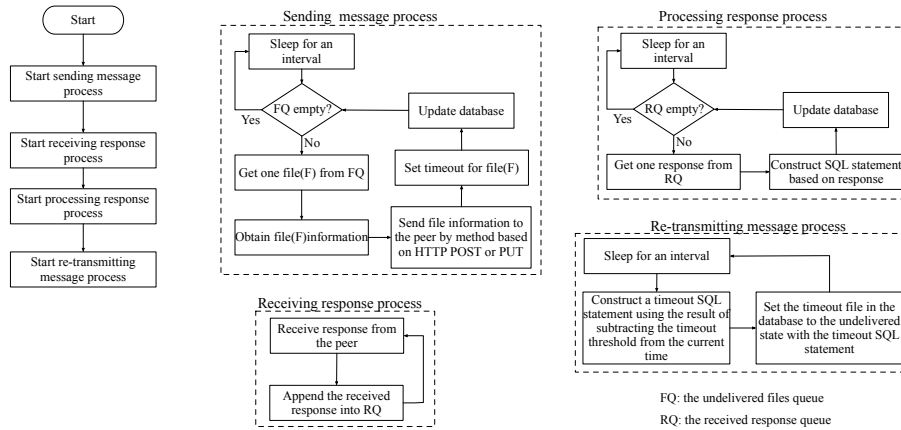 Start
Start sending message
process
Start receiving response
process
Start processing response
process
Start re-transmitting
message process
Sending message process
Sleep for an
interval
FQ empty?
Yes
No
Get one file(F) from FQ
Obtain file(F)information
Send file information to
the peer by method based
on HTTP POST or PUT
Set timeout for file(F)
Update database
Receiving response process
Receive response from
the peer
Append the received
response into RQ
Processing response process
Sleep for an
interval
RQ empty?
Yes
No
Get one response from
RQ
Construct SQL statement
based on response
Update database
Re-transmitting message process
Sleep for an interval
Construct a timeout SQL
statement using the result of
subtracting the timeout
threshold from the current
time
Set the timeout file in the
database to the undelivered
state with the timeout SQL
statement
FQ: the undelivered files queue
RQ: the received response queue